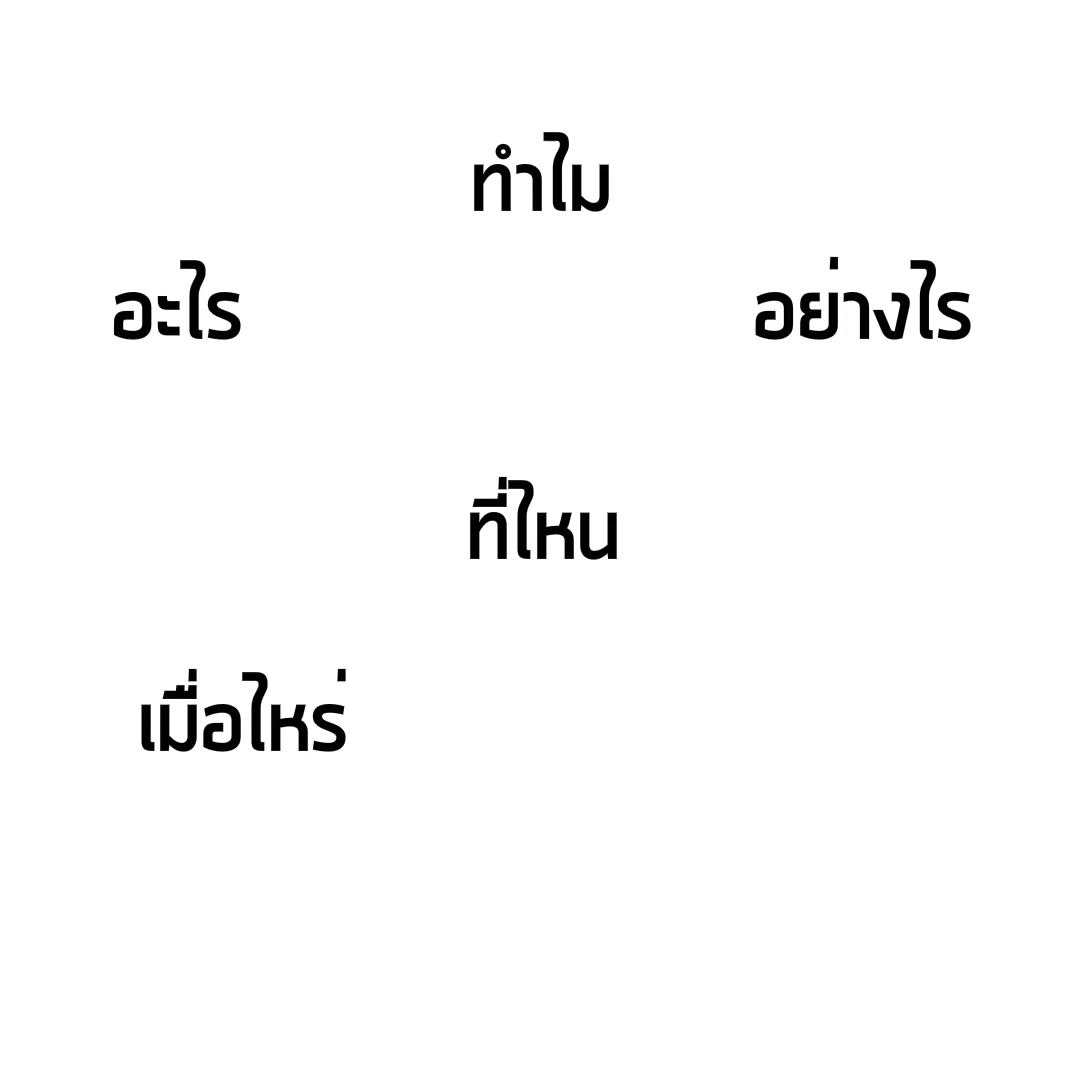 ทำไม
อะไร
อย่างไร
ที่ไหน
เมื่อไหร่